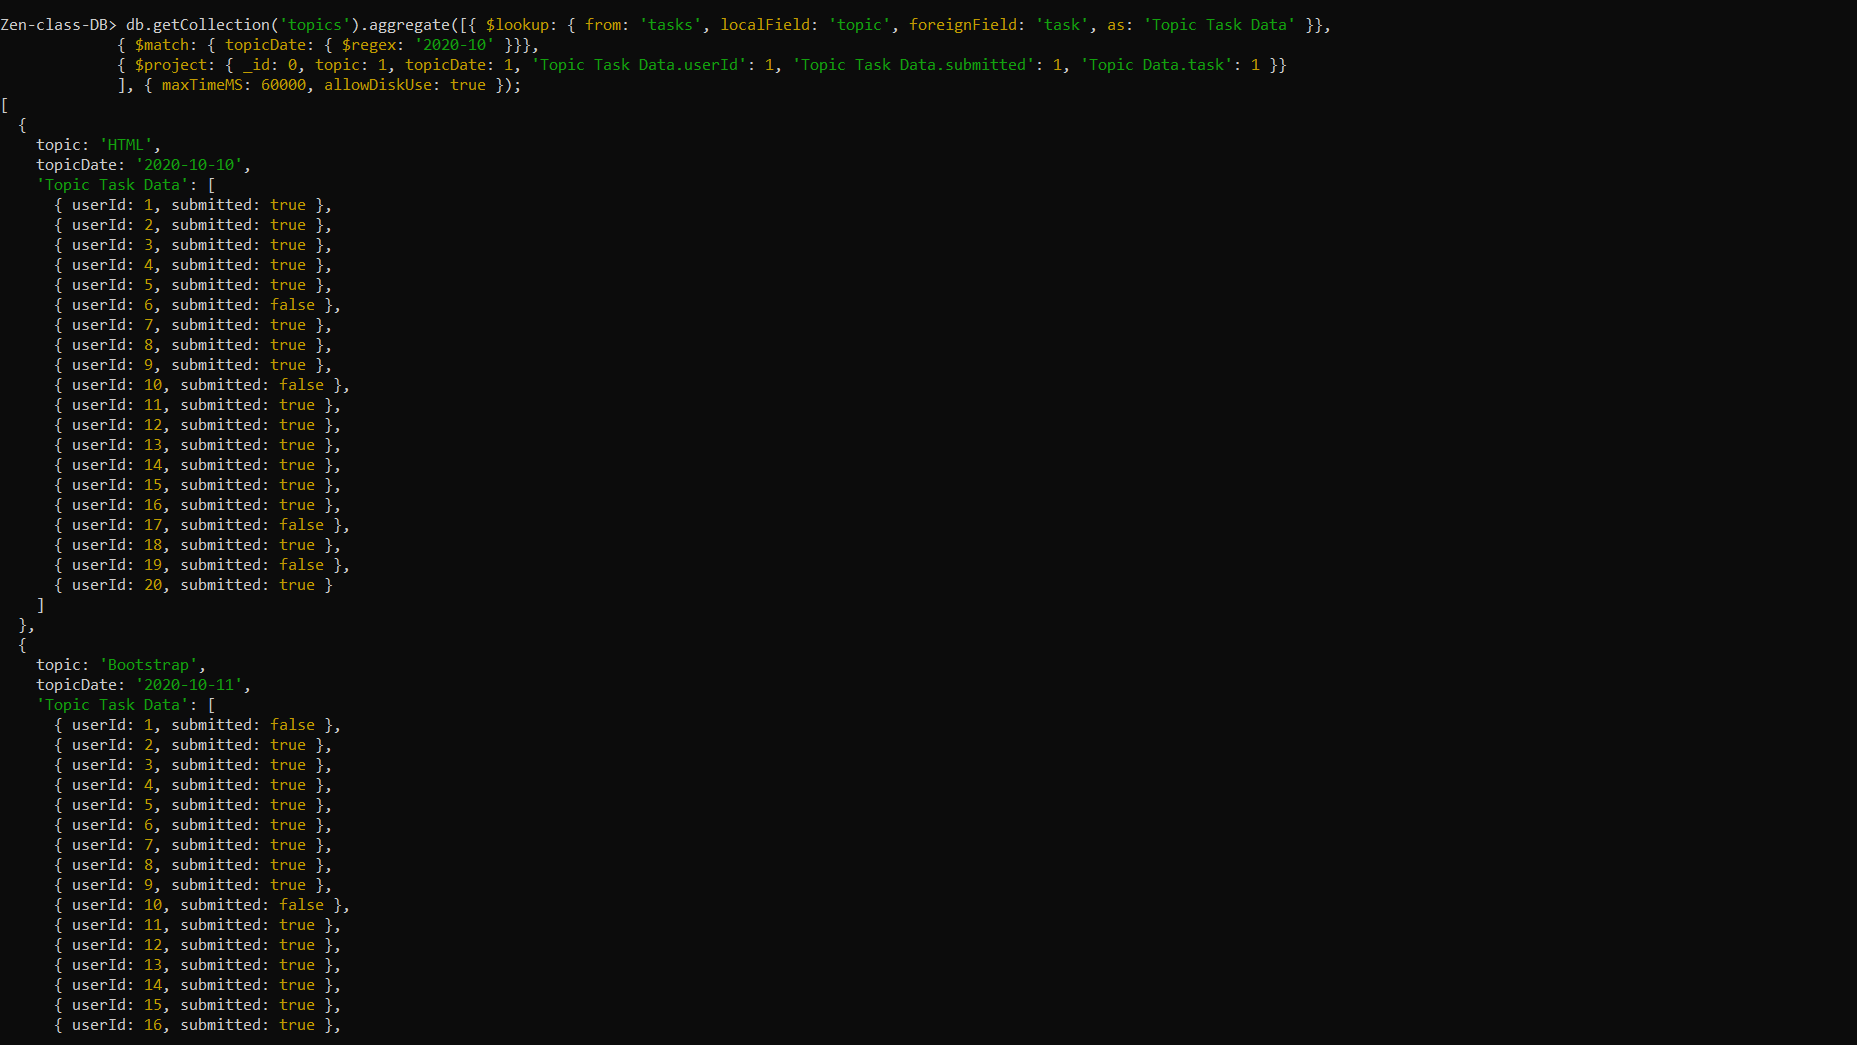 Zen-class-DB> db.getCollection('topics').aggregate([{ $lookup: { from: 'tasks', localField: 'topic', foreignField: 'task', as: 'Topic Task Data' }},
{ $match: { topicDate: { $regex: '2020-10' }}},
{ $project: { _id: 0, topic: 1, topicDate: 1, 'Topic Task Data.userId': 1, 'Topic Task Data.submitted': 1, 'Topic Data.task': 1 }}
], { maxTimeMS: 60000, allowDiskUse: true });
[
{
topic: 'HTML',
topicDate: '2020-10-10',
'Topic Task Data': [
{ userId: 1, submitted: true },
{ userId: 2, submitted: true },
{ userId: 3, submitted: true },
{ userId: 4, submitted: true },
{ userId: 5, submitted: true },
{ userId: 6, submitted: false },
{ userId: 7, submitted: true },
{ userId: 8, submitted: true },
{ userId: 9, submitted: true },
{ userId: 10, submitted: false },
{ userId: 11, submitted: true },
{ userId: 12, submitted: true },
{ userId: 13, submitted: true },
{ userId: 14, submitted: true },
{ userId: 15, submitted: true },
{ userId: 16, submitted: true },
{ userId: 17, submitted: false },
{ userId: 18, submitted: true },
{ userId: 19, submitted: false },
{ userId: 20, submitted: true }
]
},
{
topic: 'Bootstrap',
topicDate: '2020-10-11',
'Topic Task Data': [
{ userId: 1, submitted: false },
{ userId: 2, submitted: true },
{ userId: 3, submitted: true },
{ userId: 4, submitted: true },
{ userId: 5, submitted: true },
{ userId: 6, submitted: true },
{ userId: 7, submitted: true },
{ userId: 8, submitted: true },
{ userId: 9, submitted: true },
{ userId: 10, submitted: false },
{ userId: 11, submitted: true },
{ userId: 12, submitted: true },
{ userId: 13, submitted: true },
{ userId: 14, submitted: true },
{ userId: 15, submitted: true },
{ userId: 16, submitted: true },